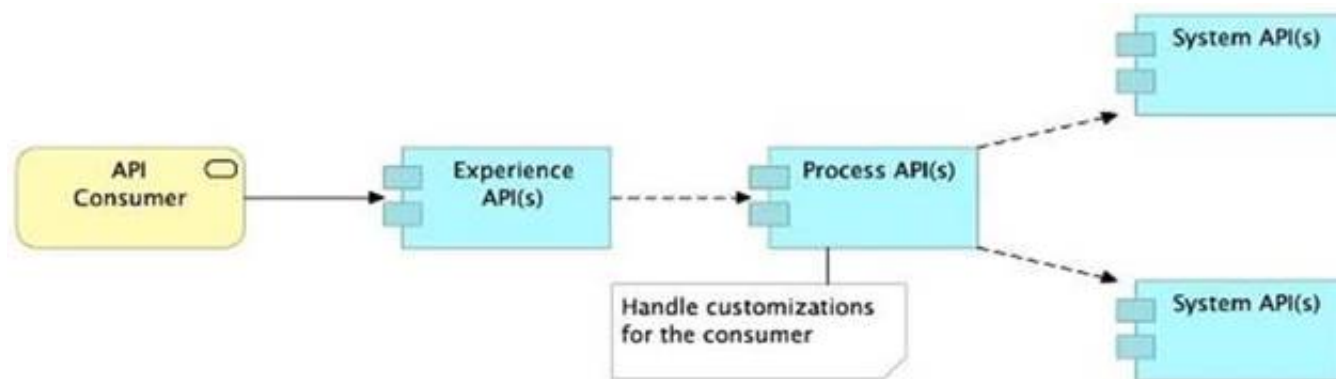 System API(s)
API
Consumer
Experience
API(s)
Process API(s)
Handle customizations
for the consumer
System API(s)